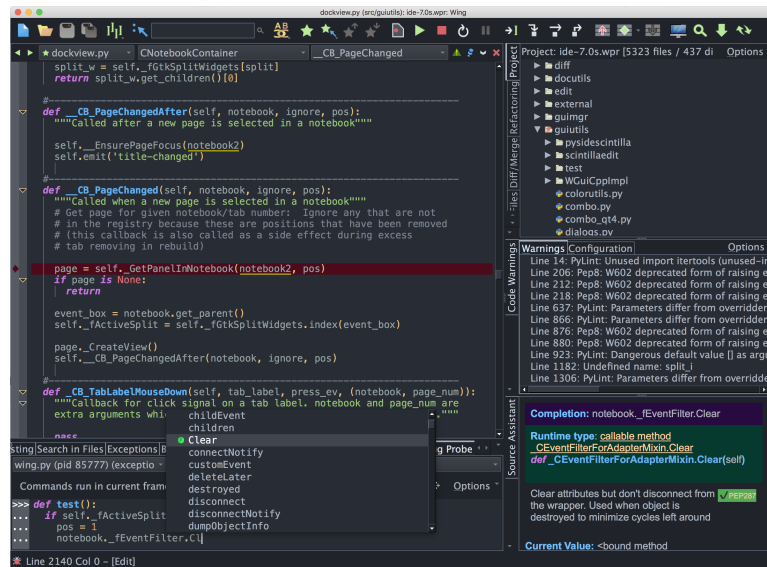 dockview.py (src/guiutils): ide-7.0s.wpr: Wing
dockview.py
CNotebookContainer
__CB_PageChanged
split_w = self._fGtkSplitWidgets[split]
return split_w.get_children()[0]
#----------------------------------------------------------------------
def __CB_PageChangedAfter(self, notebook, ignore, pos):
"""Called after a new page is selected in a notebook"""
self.__EnsurePageFocus(notebook2)
self.emit('title-changed')
#----------------------------------------------------------------------
def __CB_PageChanged(self, notebook, ignore, pos):
"""Called when a new page is selected in a notebook"""
# Get page for given notebook/tab number:  Ignore any that are not
# in the registry because these are positions that have been removed
# (this callback is also called as a side effect during excess
# tab removing in rebuild)
page = self._GetPanelInNotebook(notebook2, pos)
if page is None:
return
event_box = notebook.get_parent()
self._fActiveSplit = self._fGtkSplitWidgets.index(event_box)
page._CreateView()
self.__CB_PageChangedAfter(notebook, ignore, pos)
#----------------------------------------------------------------------
def _CB_TabLabelMouseDown(self, tab_label, press_ev, (notebook, page_num)):
"""Callback for click signal on a tab label. notebook and page_num are
extra arguments whi
."""
pass
childEvent
children
Clear
connectNotify
customEvent
deleteLater
destroyed
disconnect
disconnectNotify
dumpObjectInfo
sting
Search in Files
Exceptions
B
g Probe
wing.py (pid 85777) (exceptio
Commands run in current fram
Options
>>> def test():
... if self._fActiveSplit
... pos = 1
... notebook._fEventFilter.Cl
Line 2140 Col 0 - [Edit]
Project
Refactoring
Diff/Merge
Files
Project: ide-7.0s.wpr [5323 files / 437 di
Options
diff
docutils
edit
external
guimgr
guiutils
pysidescintilla
scintillaedit
test
WGuiCppImpl
colorutils.py
combo.py
combo_qt4.py
dialogs.py
Code Warnings
Warnings
Configuration
Options
Line 14: PyLint: Unused import itertools (unused-i
Line 206: Pep8: W602 deprecated form of raising e
Line 212: Pep8: W602 deprecated form of raising e
Line 218: Pep8: W602 deprecated form of raising e
Line 637: PyLint: Parameters differ from overridden
Line 866: PyLint: Parameters differ from overridden
Line 876: Pep8: W602 deprecated form of raising e
Line 880: Pep8: W602 deprecated form of raising e
Line 923: PyLint: Dangerous default value [] as argu
Line 1182: Undefined name: split_i
Line 1306: PyLint: Parameters differ from overridde
Source Assistant
Completion: notebook._fEventFilter.Clear
Runtime type: callable method
_CEventFilterForAdapterMixin.Clear
def _CEventFilterForAdapterMixin.Clear(self)
Clear attributes but don't disconnect from
the wrapper. Used when object is
destroyed to minimize cycles left around
PEP287
Current Value: <bound method